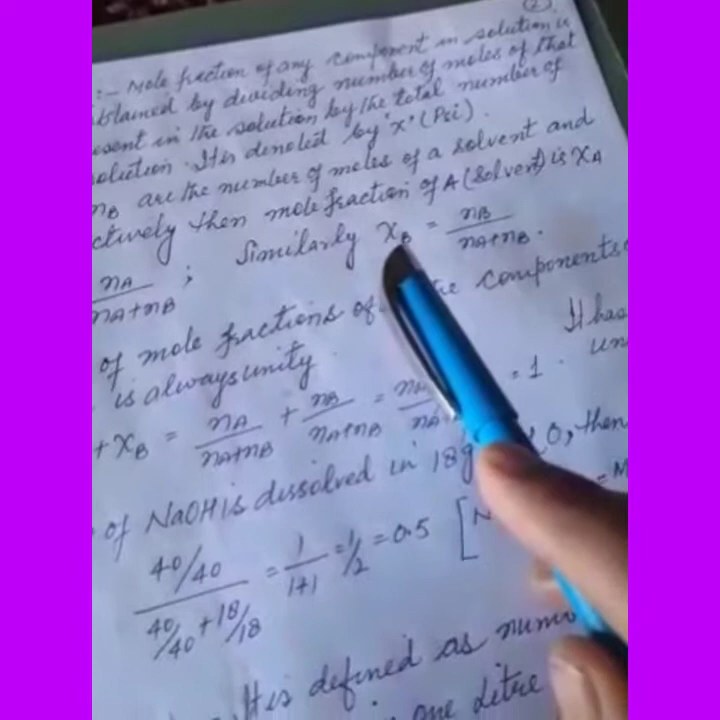 ②
:- Mole fraction of any component in solution is
obtained by dividing number of moles of that
esent in the solution by the total number of
olution. It is denoted by 'x' (Psi).
nB are the number of moles of a solvent and
ctively then mole fraction of A (Solvent) is XA
nA/nA+nB ; Similarly XB = nB/nA+nB.
of mole fractions of components
is always unity. It has
un
+ XB = nA/nA+nB + nB/nA+nB = = 1.
of NaOH is dissolved in 18g O, then
40/40 / 40/40 + 18/18 = 1/1+1 = 1/2 = 0.5 [
It is defined as num
one litre